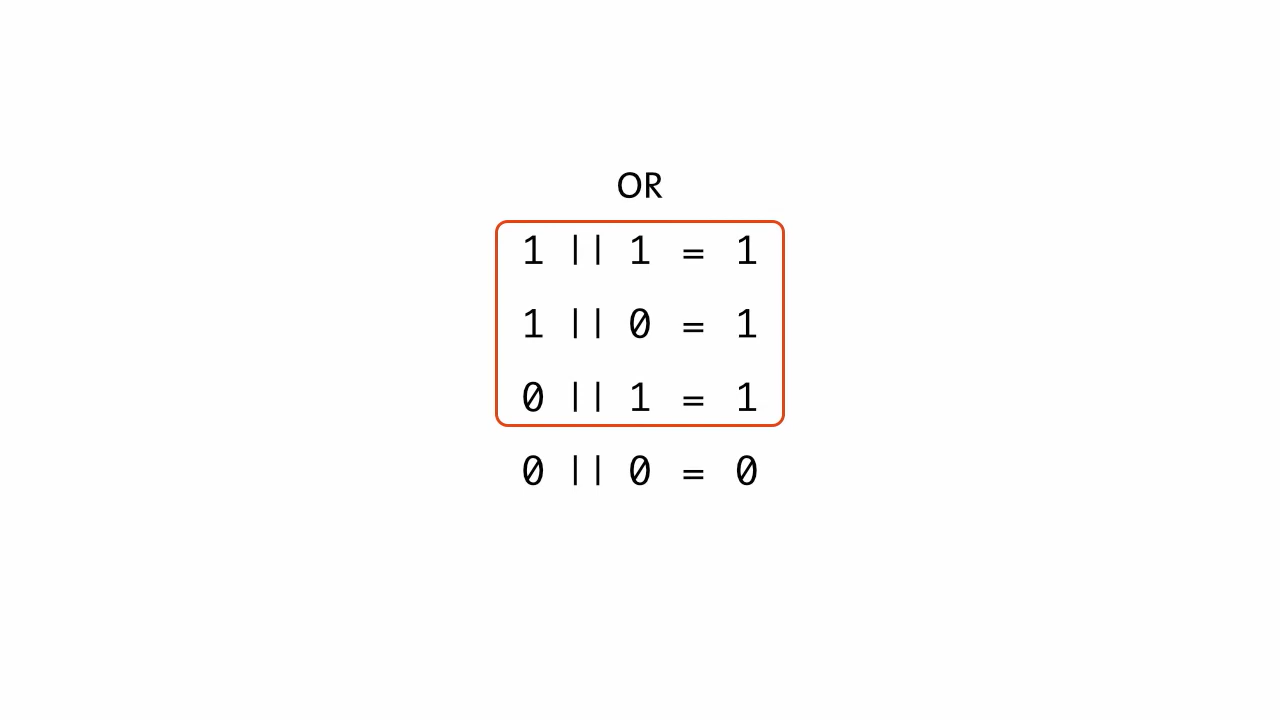 OR
1 || 1 = 1
1 || 0 = 1
0 || 1 = 1
0 || 0 = 0